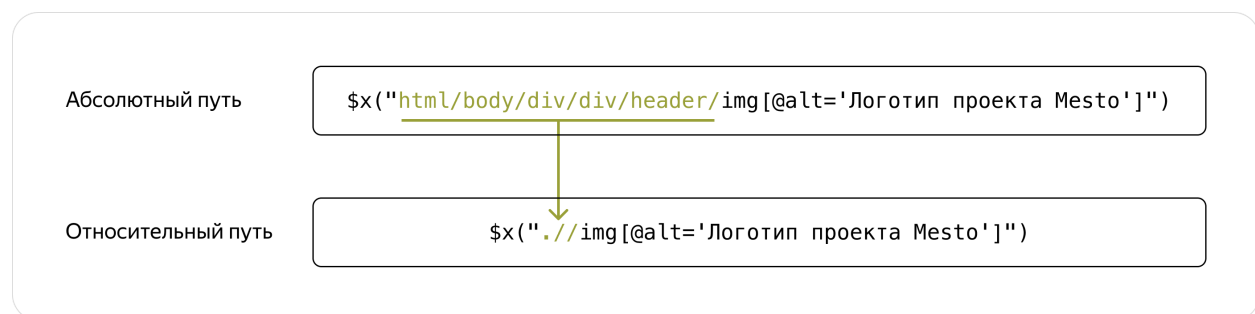 Абсолютный путь
$x("html/body/div/div/header/img[@alt='Логотип проекта Mesto']")
Относительный путь
$x(".//img[@alt='Логотип проекта Mesto']")